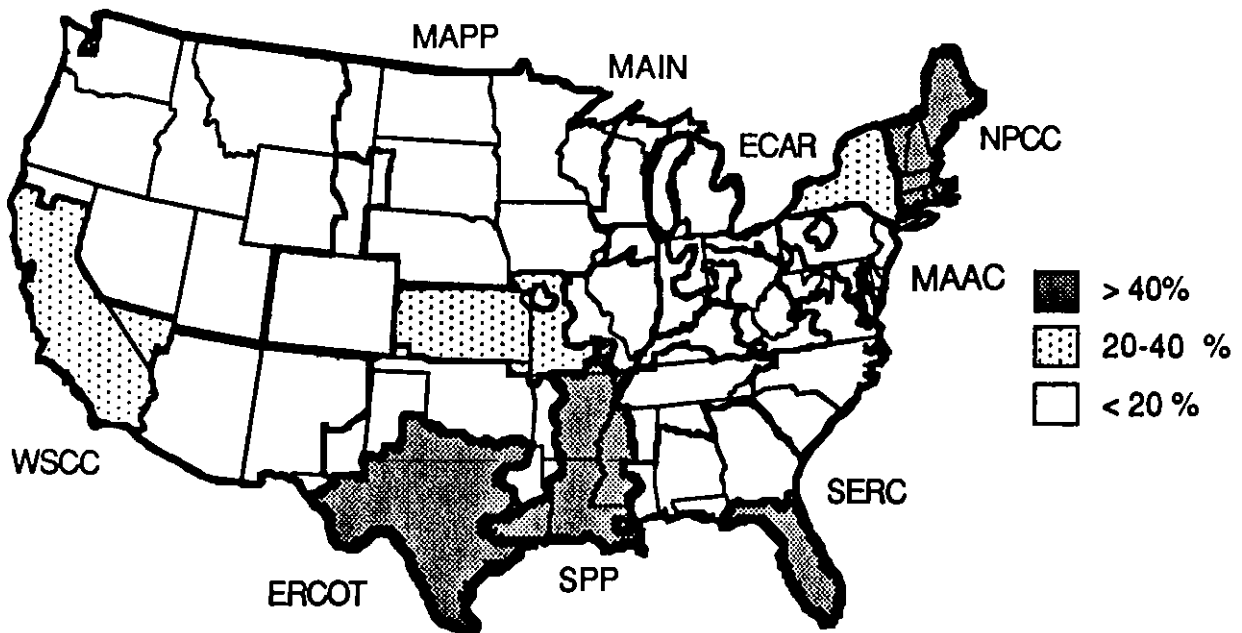 MAPP
MAIN
ECAR
NPCC
MAAC
> 40%
20-40 %
< 20 %
WSCC
SERC
SPP
ERCOT